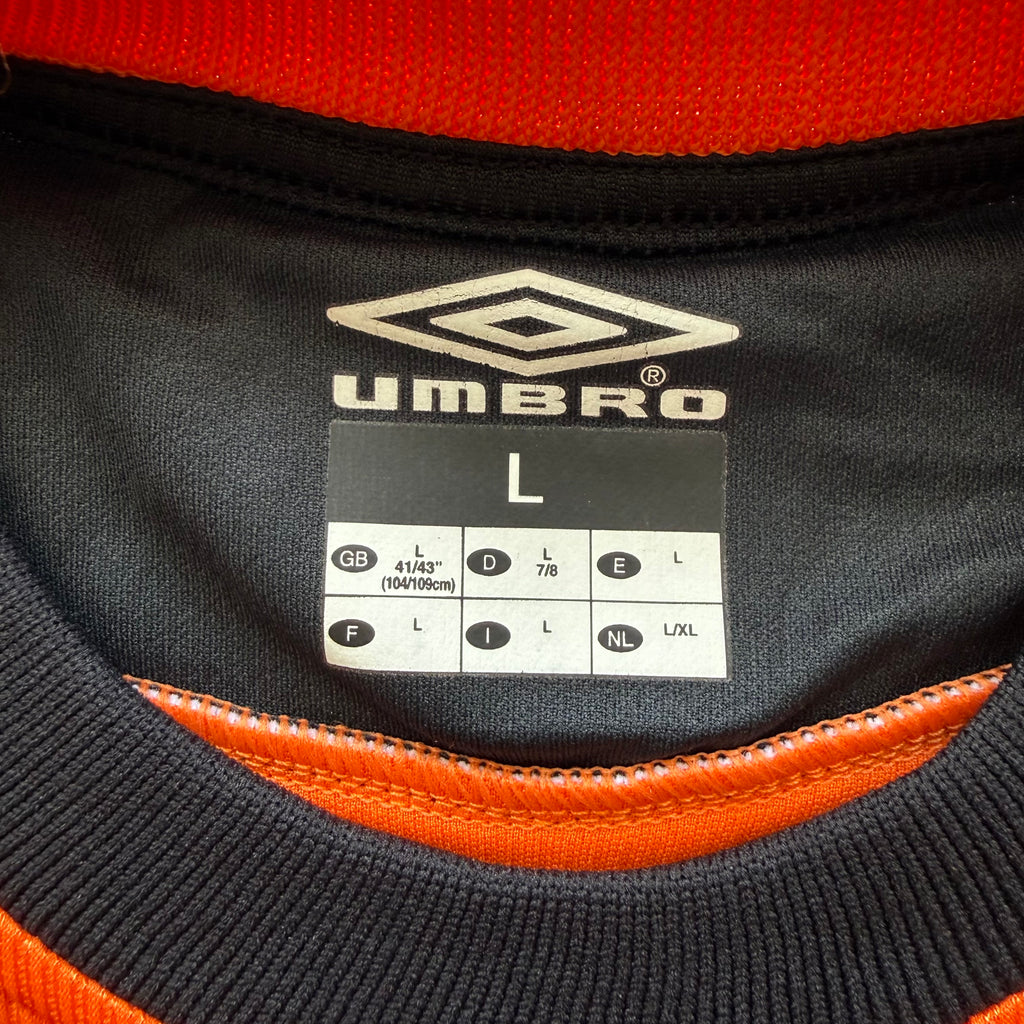 UMBRO®
L
GB L D L E L
41/43" 7/8
(104/109cm)
F L I L NL L/XL